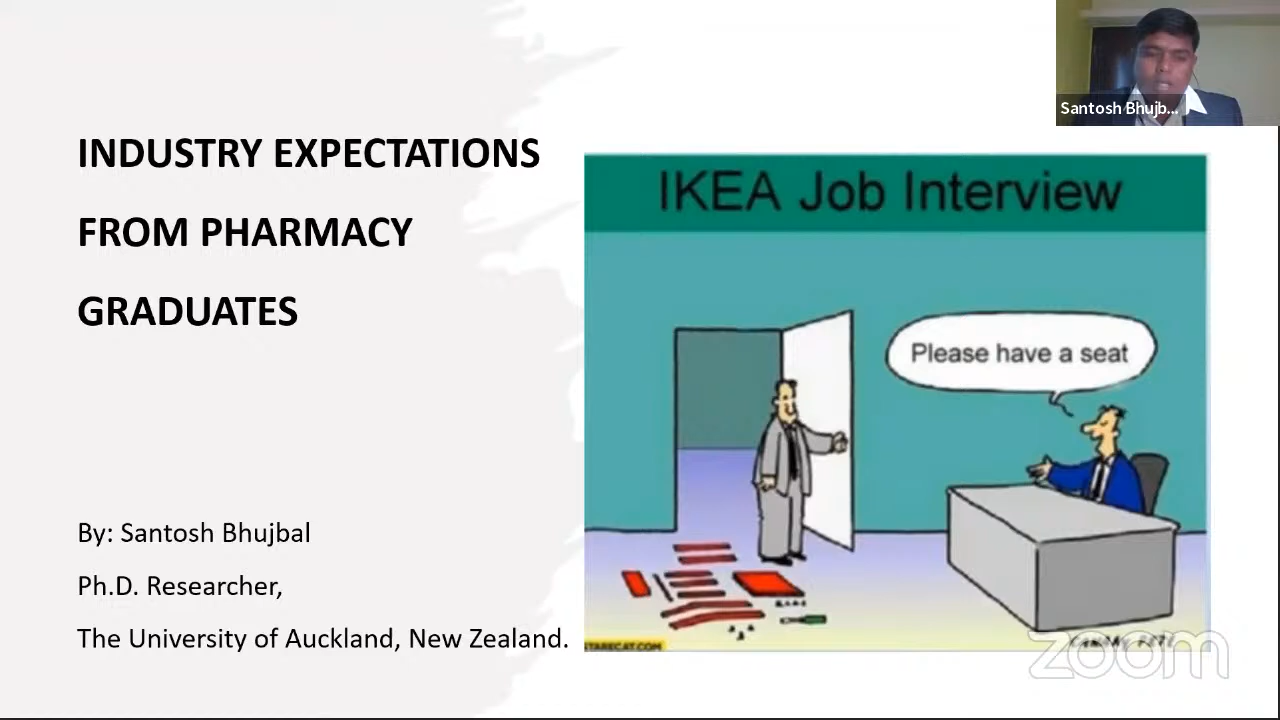 Santosh Bhujb...
INDUSTRY EXPECTATIONS
FROM PHARMACY
GRADUATES
IKEA Job Interview
Please have a seat
By: Santosh Bhujbal
Ph.D. Researcher,
The University of Auckland, New Zealand.
zoom